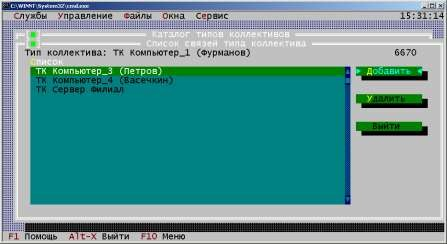 C:\WINNT\System32\cmd.exe
Службы Управление Файлы Окна Сервис 15:31:14
Каталог типов коллективов
Список связей типа коллектива
Тип коллектива: ТК Компьютер_1 (Фурманов) 6670
Список
ТК Компьютер_3 (Петров)
ТК Компьютер_4 (Васечкин)
ТК Сервер Филиал
Добавить
Удалить
Выйти
F1 Помощь Alt-X Выйти F10 Меню